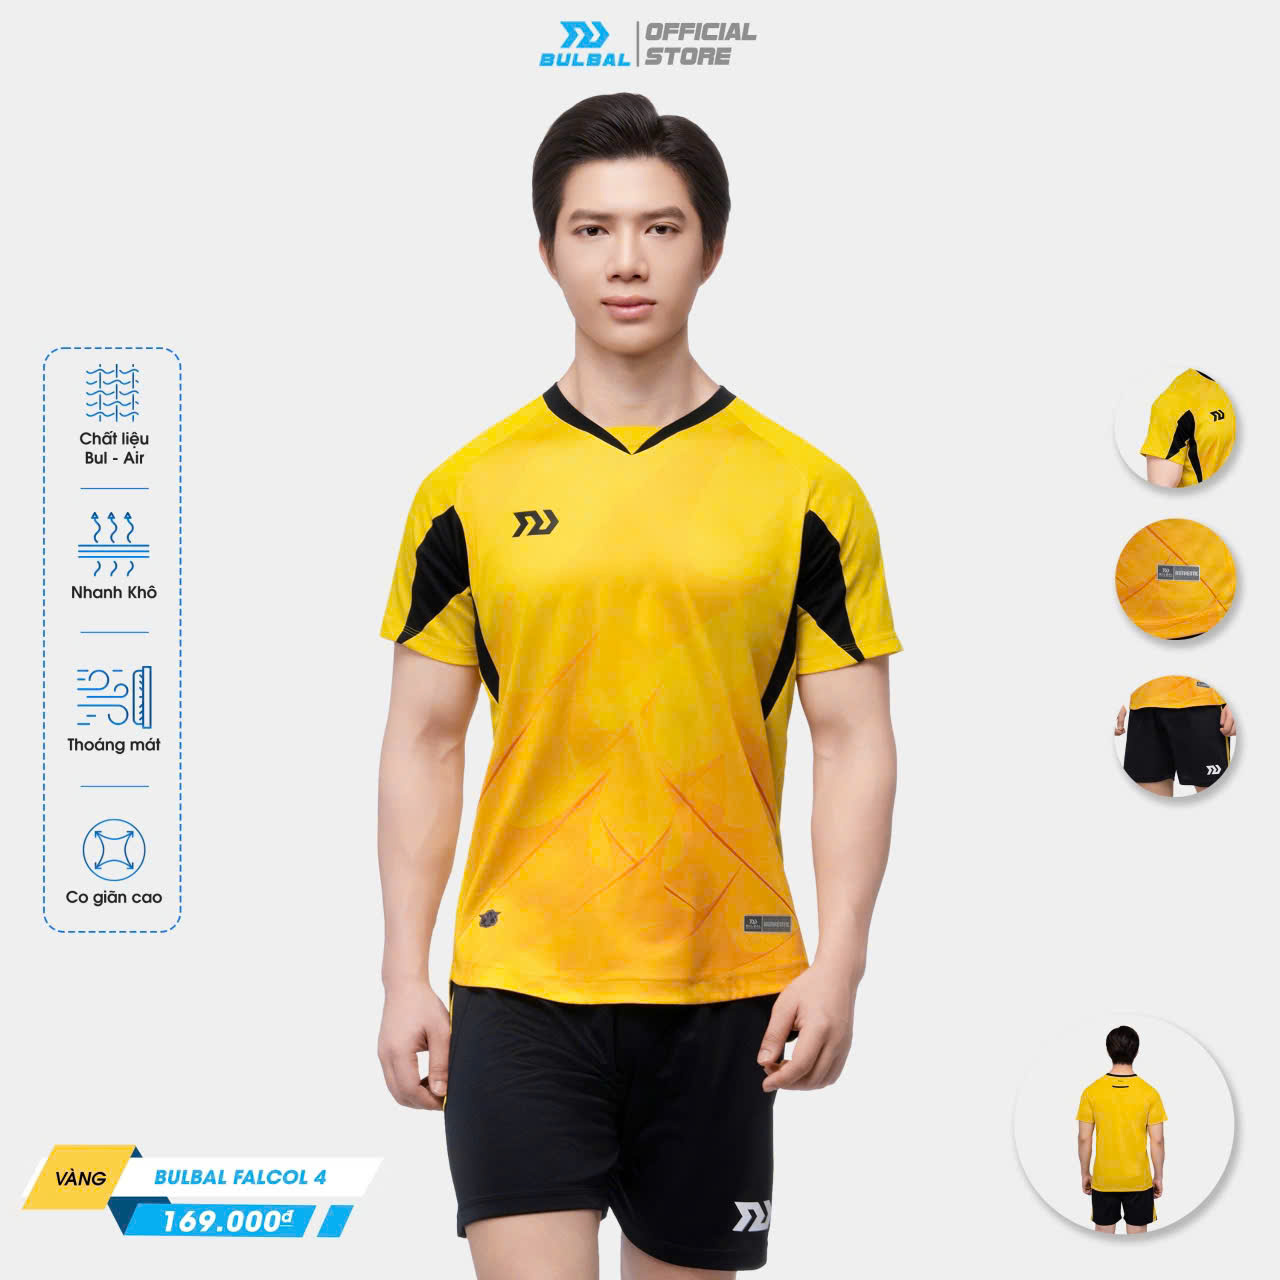 BULBAL
OFFICIAL
STORE
Chất liệu
Bul - Air
Nhanh Khô
Thoáng mát
Co giãn cao
VÀNG
BULBAL FALCOL 4
169.000đ